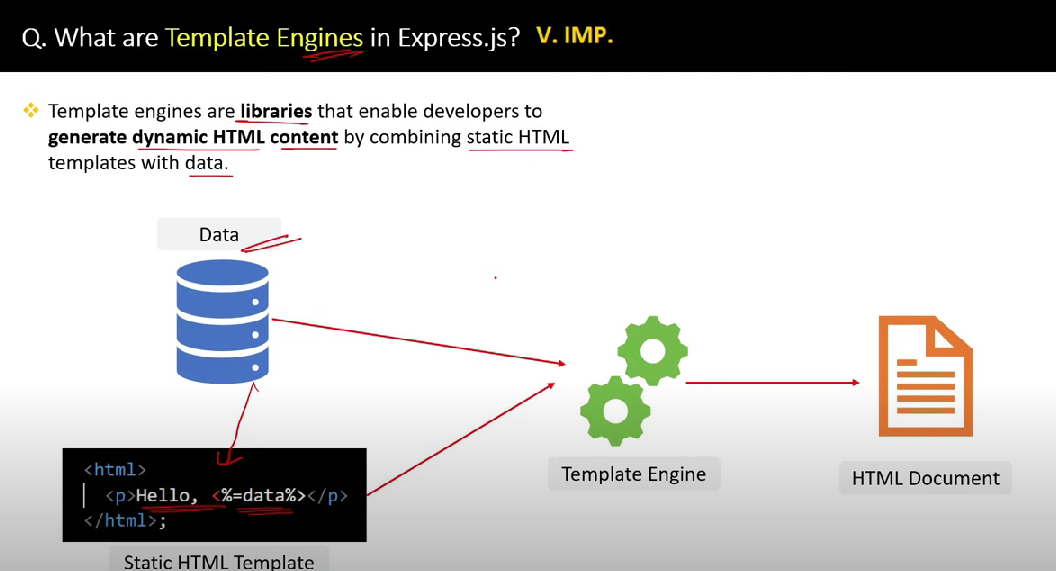 Q. What are Template Engines in Express.js? V. IMP.
Template engines are libraries that enable developers to
generate dynamic HTML content by combining static HTML
templates with data.
Data
<html>
<p>Hello, <%=data%></p>
</html>;
Static HTML Template
Template Engine
HTML Document